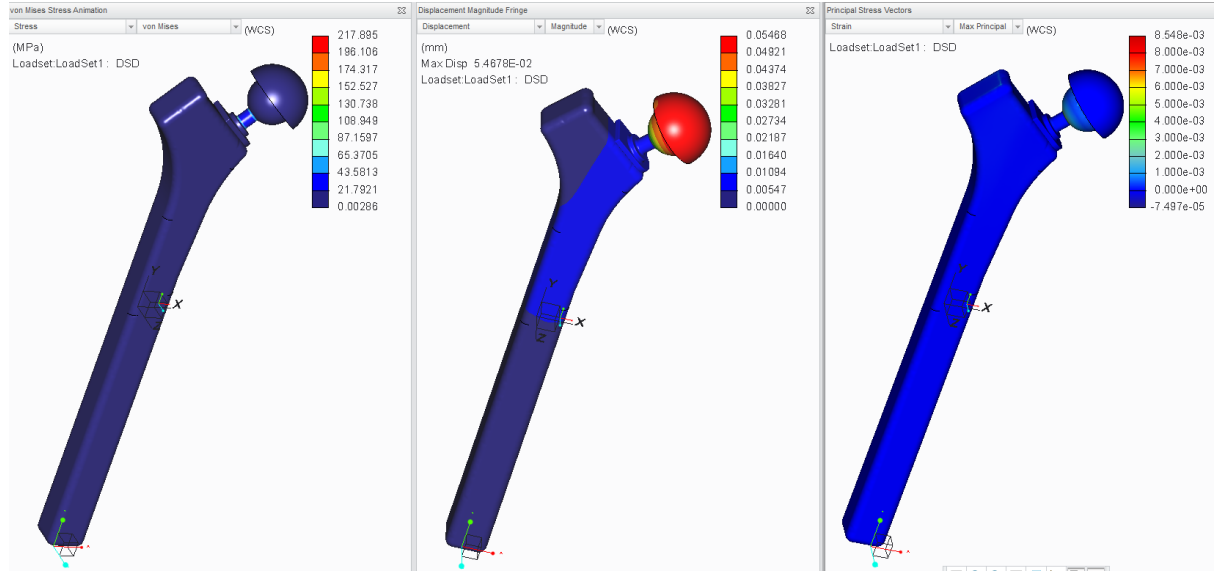 von Mises Stress Animation
Stress von Mises (WCS)
(MPa)
Loadset:LoadSet1 : DSD
217.895
196.106
174.317
152.527
130.738
108.949
87.1597
65.3705
43.5813
21.7921
0.00286
Y
X
Displacement Magnitude Fringe
Displacement Magnitude (WCS)
(mm)
Max Disp 5.4678E-02
Loadset:LoadSet1 : DSD
0.05468
0.04921
0.04374
0.03827
0.03281
0.02734
0.02187
0.01640
0.01094
0.00547
0.00000
Y
X
Z
Principal Stress Vectors
Strain Max Principal (WCS)
Loadset:LoadSet1 : DSD
8.548e-03
8.000e-03
7.000e-03
6.000e-03
5.000e-03
4.000e-03
3.000e-03
2.000e-03
1.000e-03
0.000e+00
-7.497e-05
X